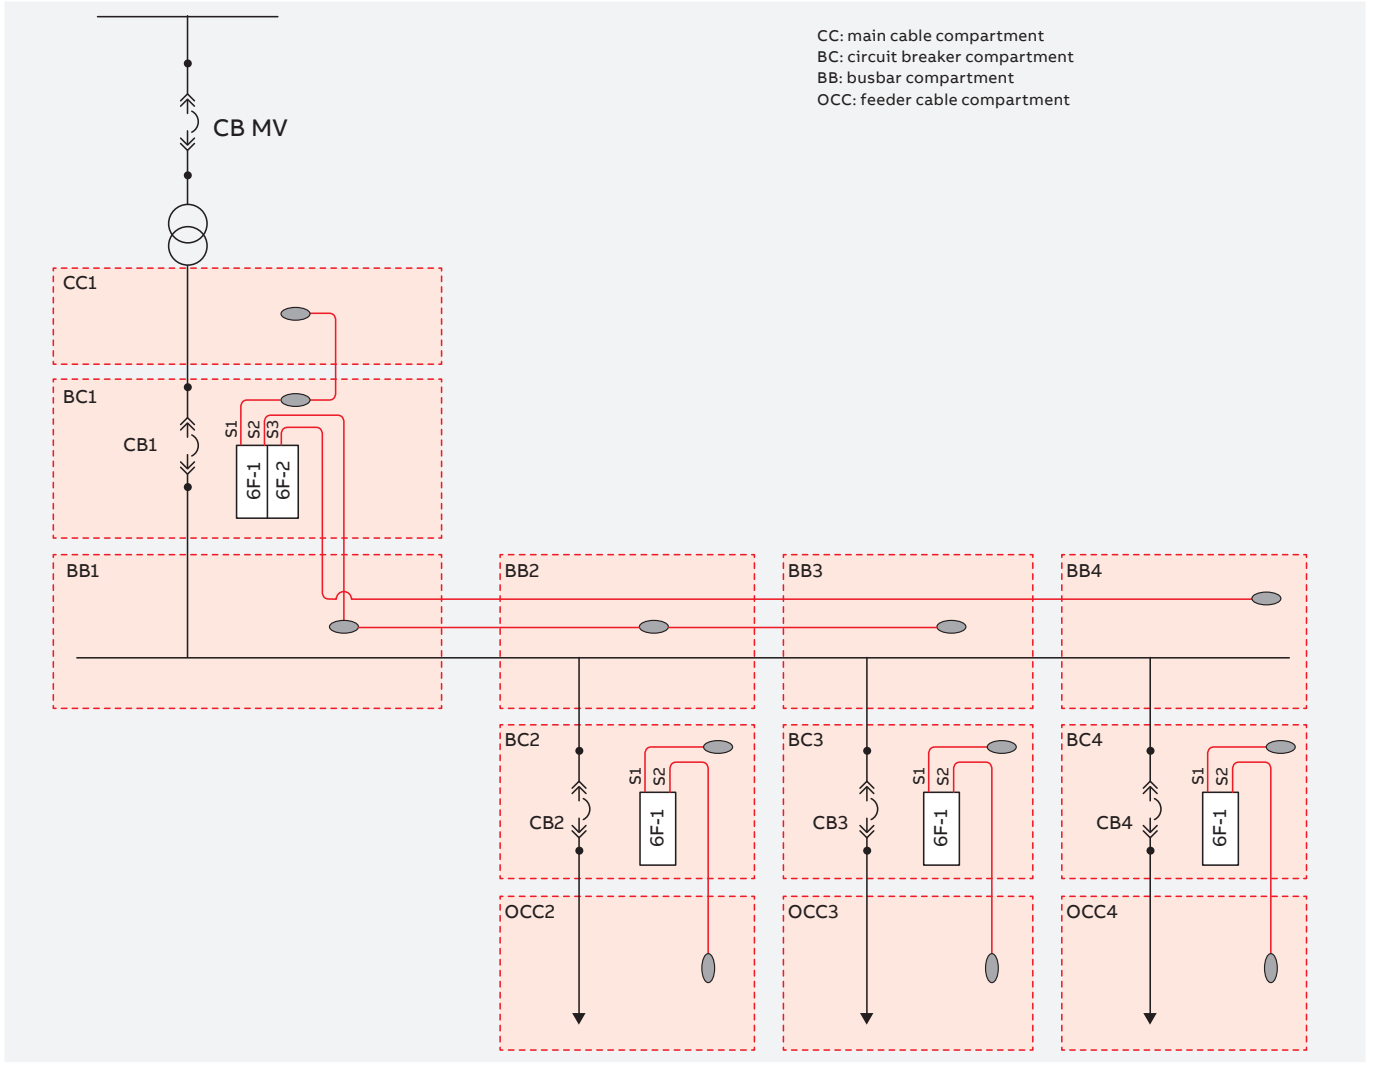 CC: main cable compartment
BC: circuit breaker compartment
BB: busbar compartment
OCC: feeder cable compartment
CB MV
CC1
BC1
CB1
S1
S2
S3
6F-1
6F-2
BB1
BB2
BB3
BB4
BC2
S1
S2
CB2
6F-1
BC3
S1
S2
CB3
6F-1
BC4
S1
S2
CB4
6F-1
OCC2
OCC3
OCC4